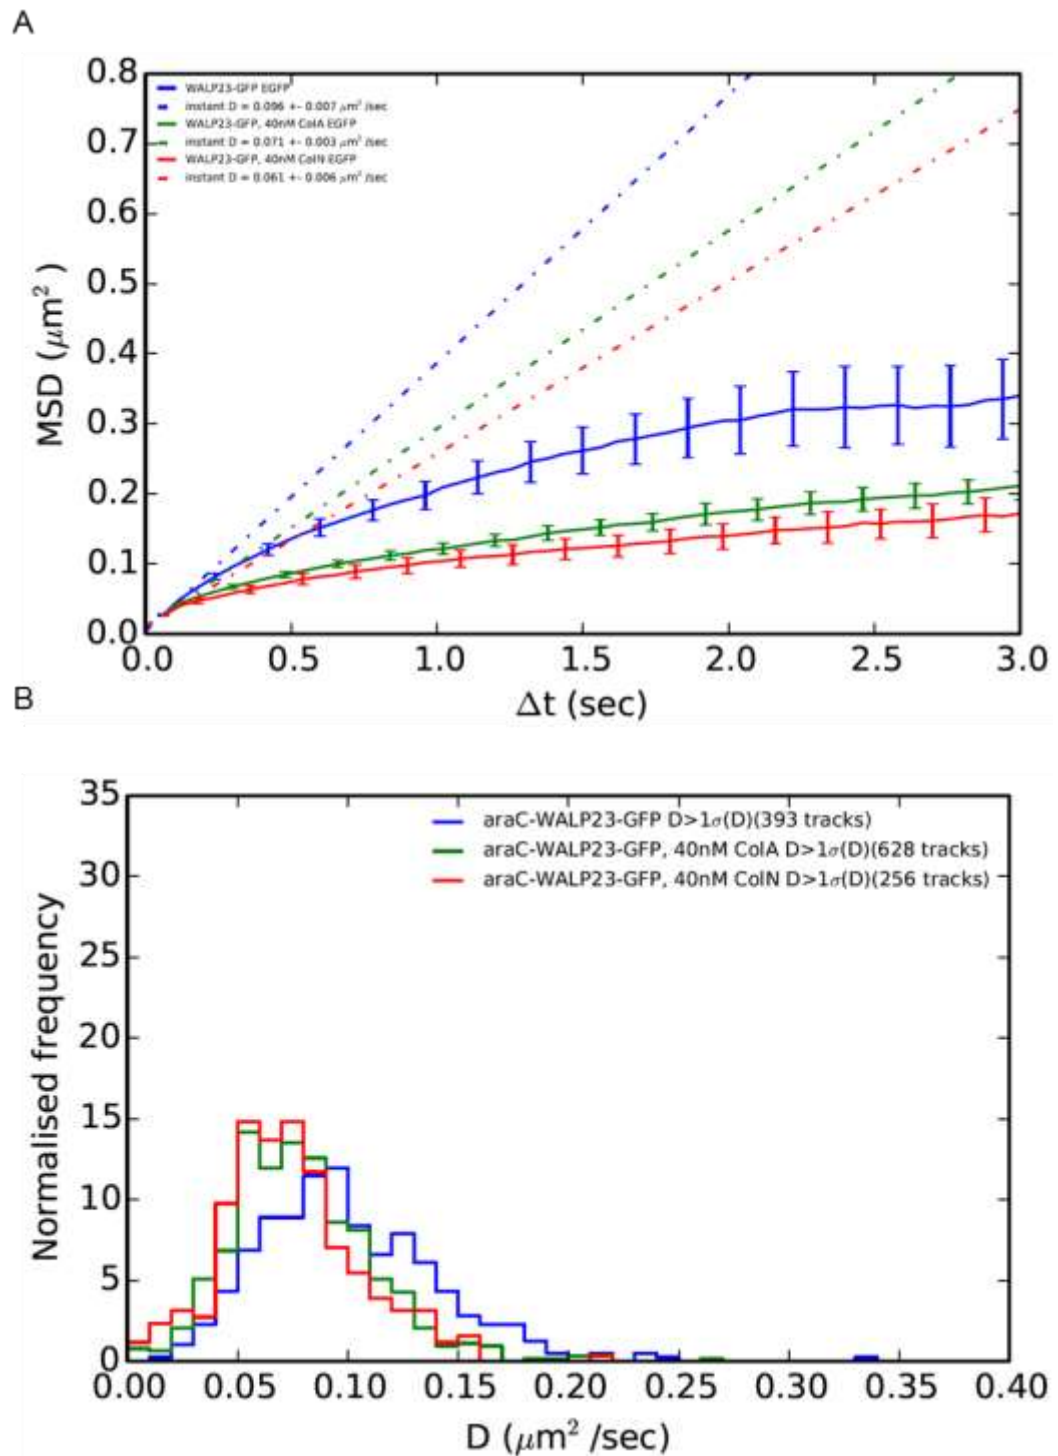 A
0.8
0.7
0.6
0.5
0.4
0.3
0.2
0.1
0.0
MSD (μm²)
WALP23-GFP EGFP
instant D = 0.096 +- 0.007 μm²/sec
WALP23-GFP, 40nM ColA EGFP
instant D = 0.071 +- 0.003 μm²/sec
WALP23-GFP, 40nM ColN EGFP
instant D = 0.061 +- 0.006 μm²/sec
0.0 0.5 1.0 1.5 2.0 2.5 3.0
Δt (sec)
B
35
30
25
20
15
10
5
0
Normalised frequency
araC-WALP23-GFP D>1σ(D)(393 tracks)
araC-WALP23-GFP, 40nM ColA D>1σ(D)(628 tracks)
araC-WALP23-GFP, 40nM ColN D>1σ(D)(256 tracks)
0.00 0.05 0.10 0.15 0.20 0.25 0.30 0.35 0.40
D (μm² /sec)